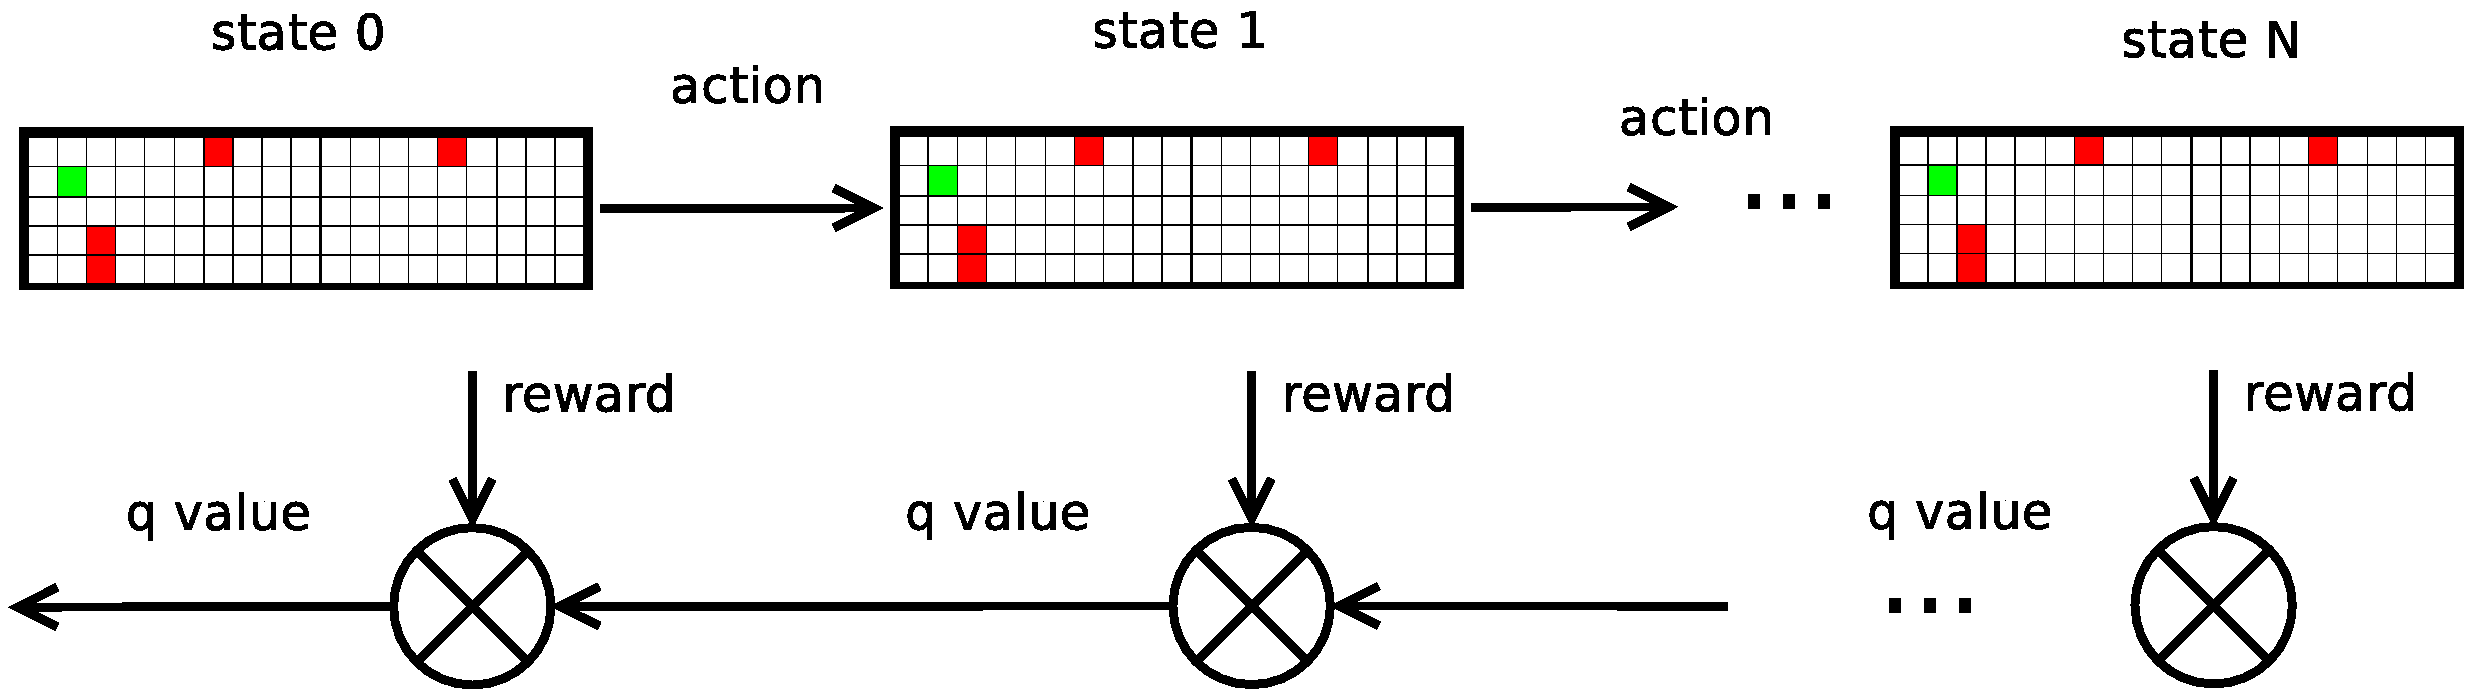 state 0
state 1
state N
action
action
reward
reward
reward
q value
q value
q value